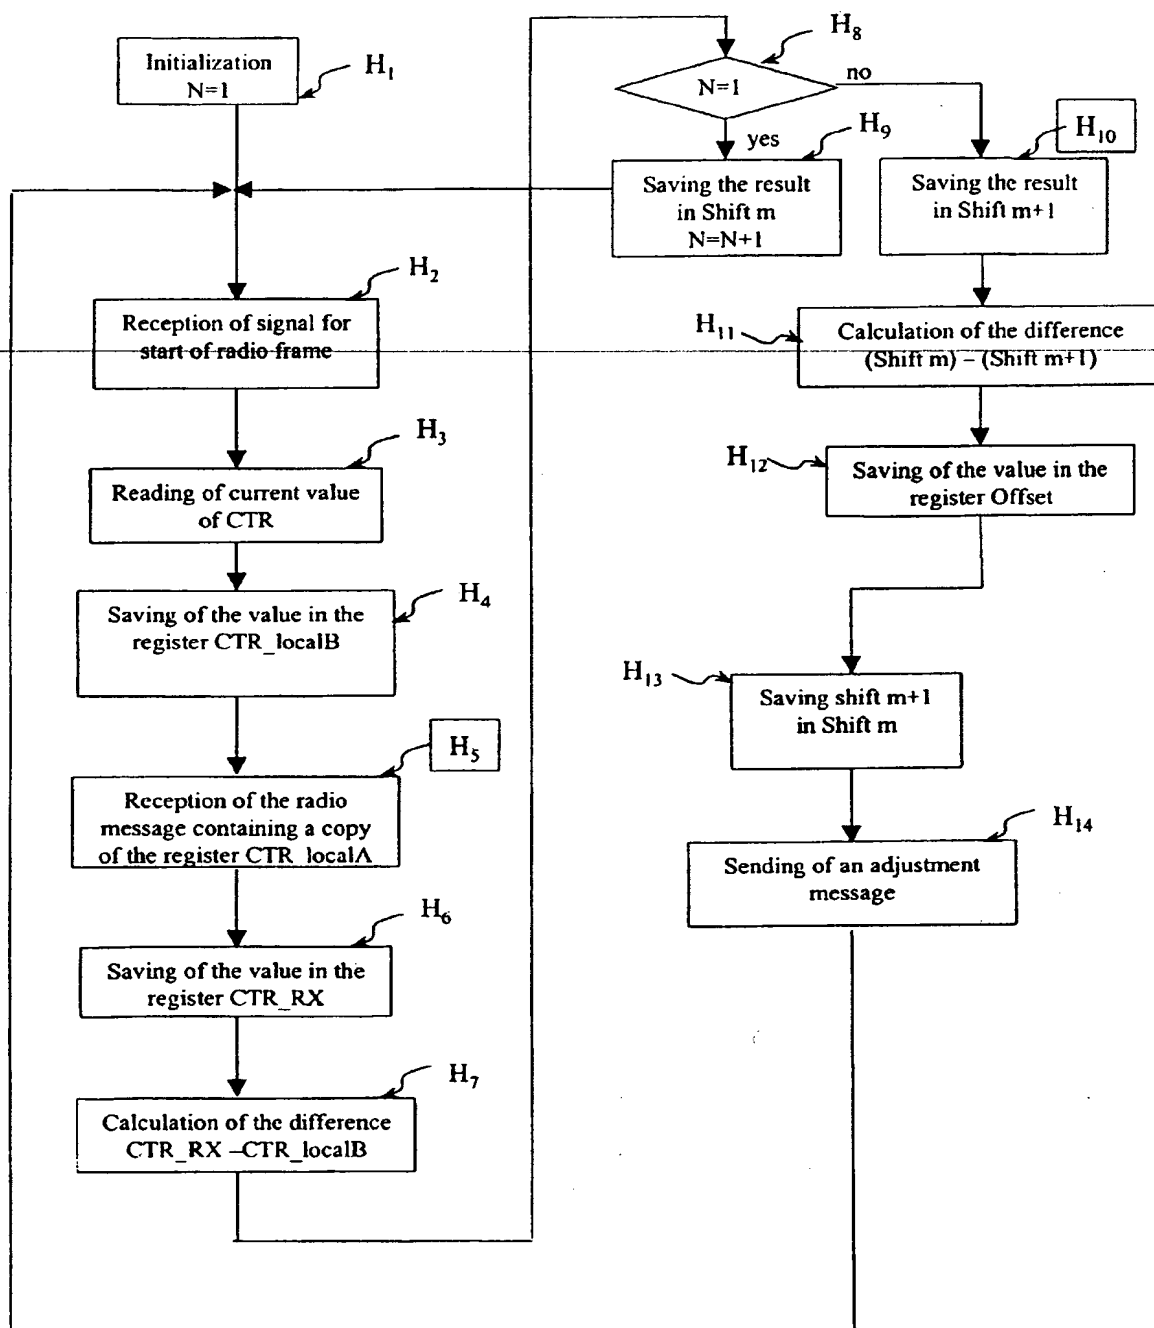 Initialization
N=1
H1
Reception of signal for
start of radio frame
H2
Reading of current value
of CTR
H3
Saving of the value in the
register CTR_localB
H4
Reception of the radio
message containing a copy
of the register CTR_localA
H5
Saving of the value in the
register CTR_RX
H6
Calculation of the difference
CTR_RX –CTR_localB
H7
N=1
H8
no
yes
Saving the result
in Shift m
N=N+1
H9
Saving the result
in Shift m+1
H10
Calculation of the difference
(Shift m) – (Shift m+1)
H11
Saving of the value in the
register Offset
H12
Saving shift m+1
in Shift m
H13
Sending of an adjustment
message
H14